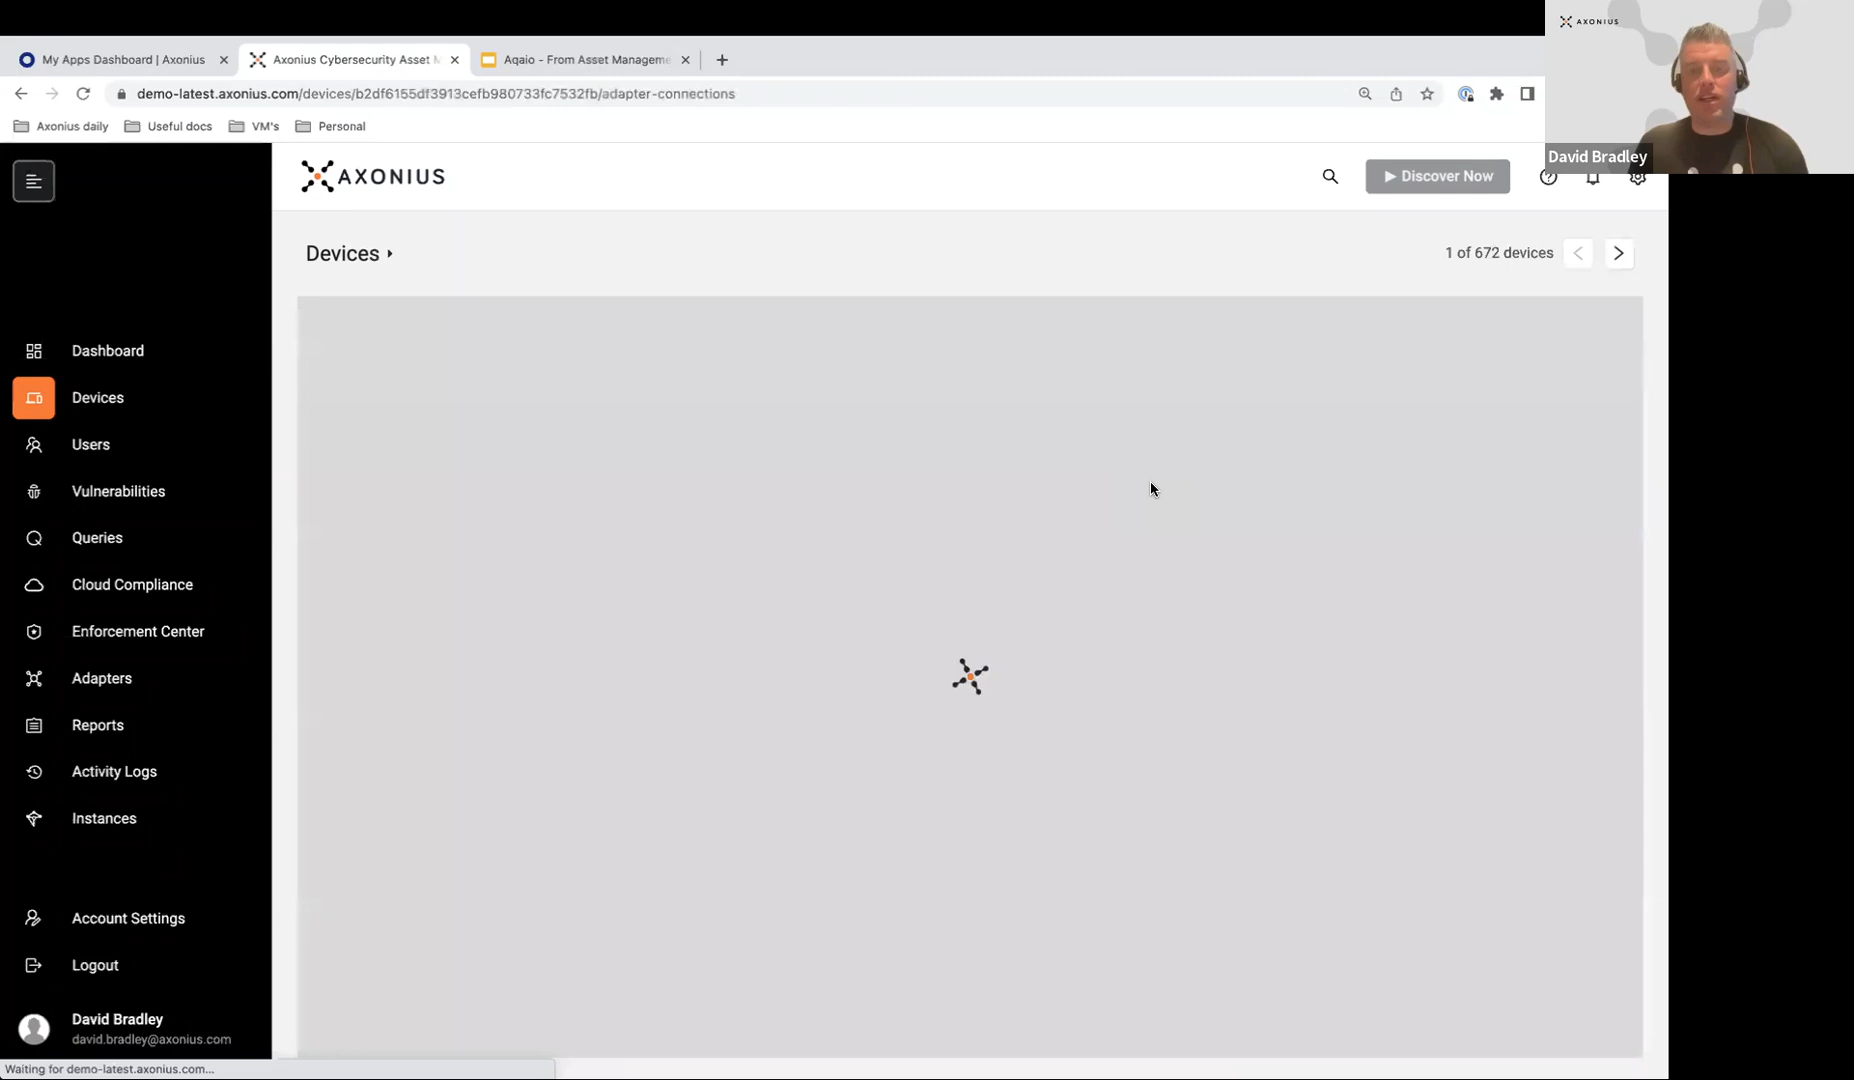 AXONIUS
My Apps Dashboard | Axonius
Axonius Cybersecurity Asset M
Aqaio - From Asset Manageme
demo-latest.axonius.com/devices/b2df6155df3913cefb980733fc7532fb/adapter-connections
Axonius daily
Useful docs
VM's
Personal
David Bradley
AXONIUS
Discover Now
Devices
1 of 672 devices
Dashboard
Devices
Users
Vulnerabilities
Queries
Cloud Compliance
Enforcement Center
Adapters
Reports
Activity Logs
Instances
Account Settings
Logout
David Bradley
david.bradley@axonius.com
Waiting for demo-latest.axonius.com...